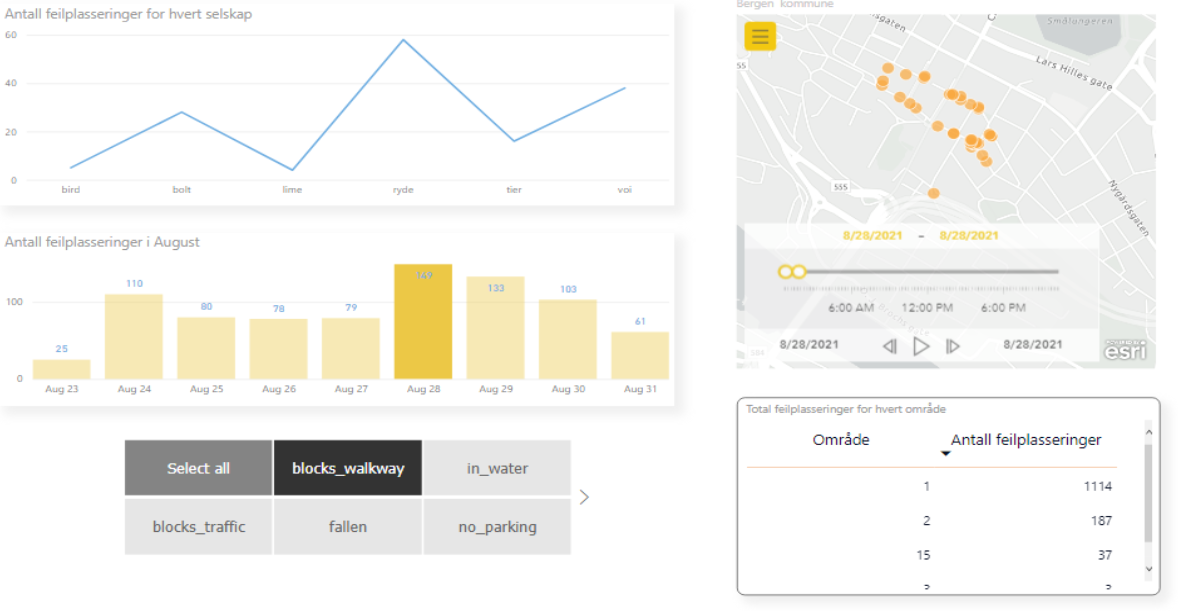 Antall feilplasseringer for hvert selskap
60
40
20
0
bird bolt lime ryde tier voi
Antall feilplasseringer i August
100
0
25 110 80 78 79 149 133 103 61
Aug 23 Aug 24 Aug 25 Aug 26 Aug 27 Aug 28 Aug 29 Aug 30 Aug 31
Select all blocks_walkway in_water
blocks_traffic fallen no_parking
Bergen kommune
Smålungeren
Lars Hilles gate
55
555
Nygårdsgaten
8/28/2021 – 8/28/2021
6:00 AM 12:00 PM 6:00 PM
8/28/2021 8/28/2021
esri
Total feilplasseringer for hvert område
Område Antall feilplasseringer
1 1114
2 187
15 37